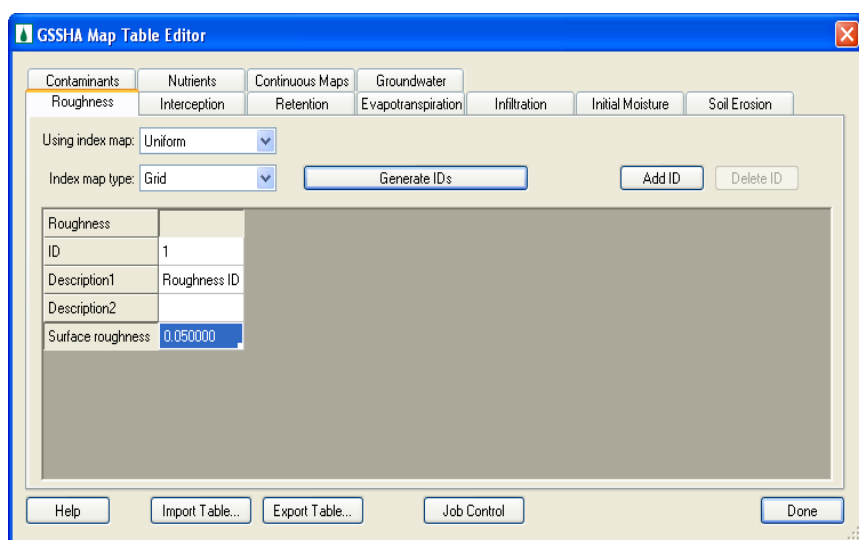 GSSHA Map Table Editor
Contaminants Nutrients Continuous Maps Groundwater
Roughness Interception Retention Evapotranspiration Infiltration Initial Moisture Soil Erosion
Using index map: Uniform
Index map type: Grid Generate IDs Add ID Delete ID
Roughness
ID 1
Description1 Roughness ID
Description2
Surface roughness 0.050000
Help Import Table... Export Table... Job Control Done